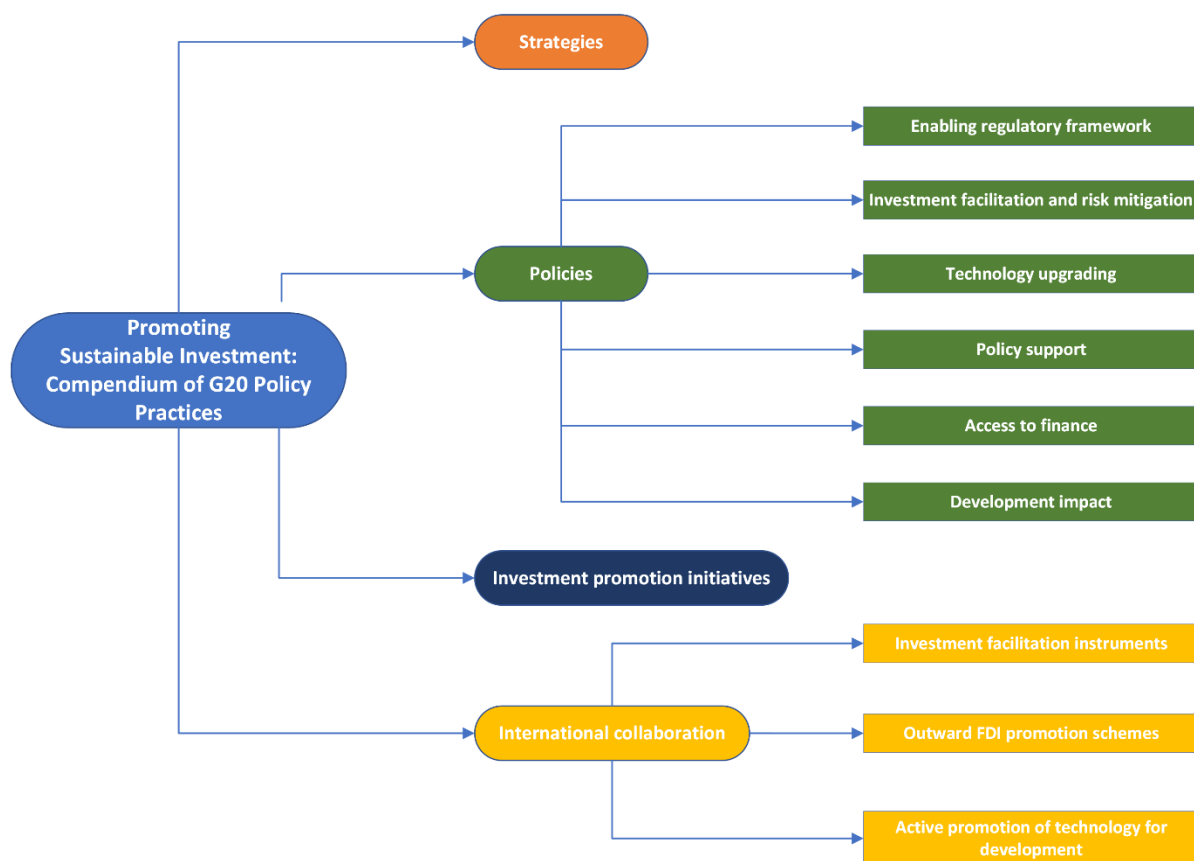 Strategies
Enabling regulatory framework
Investment facilitation and risk mitigation
Policies
Technology upgrading
Promoting
Sustainable Investment:
Compendium of G20 Policy
Practices
Policy support
Access to finance
Development impact
Investment promotion initiatives
Investment facilitation instruments
International collaboration
Outward FDI promotion schemes
Active promotion of technology for
development